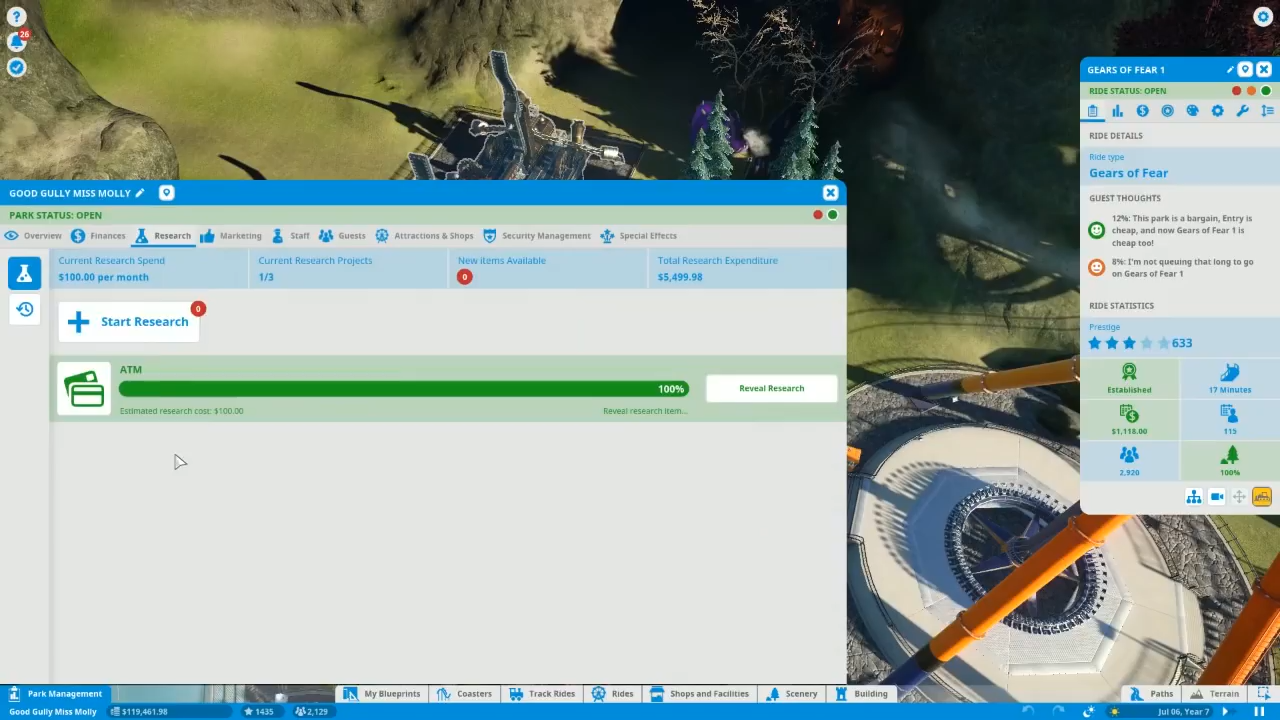 ?
26
GEARS OF FEAR 1
RIDE STATUS: OPEN
RIDE DETAILS
Ride type
Gears of Fear
GUEST THOUGHTS
12%: This park is a bargain, Entry is
cheap, and now Gears of Fear 1 is
cheap too!
8%: I'm not queuing that long to go
on Gears of Fear 1
RIDE STATISTICS
Prestige
633
Established
17 Minutes
$1,118.00
115
2,920
100%
GOOD GULLY MISS MOLLY
PARK STATUS: OPEN
Overview
Finances
Research
Marketing
Staff
Guests
Attractions & Shops
Security Management
Special Effects
Current Research Spend
$100.00 per month
Current Research Projects
1/3
New items Available
0
Total Research Expenditure
$5,499.98
Start Research
0
ATM
100%
Reveal Research
Estimated research cost: $100.00
Reveal research item...
Park Management
My Blueprints
Coasters
Track Rides
Rides
Shops and Facilities
Scenery
Building
Paths
Terrain
Good Gully Miss Molly
$119,461.98
1435
2,129
Jul 06, Year 7